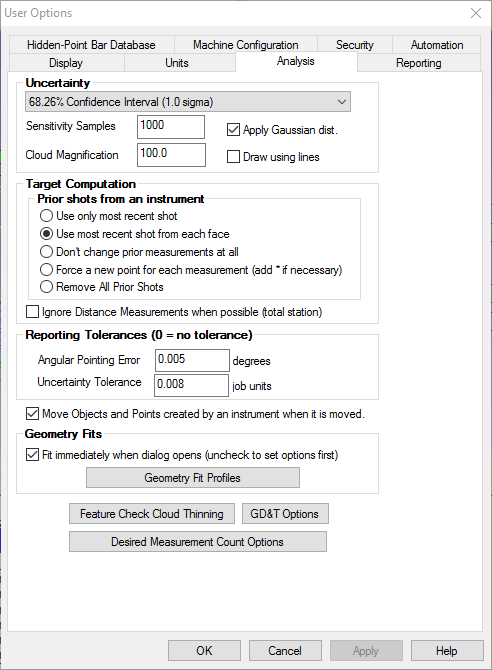 User Options
Hidden-Point Bar Database Machine Configuration Security Automation
Display Units Analysis Reporting
Uncertainty
68.26% Confidence Interval (1.0 sigma)
Sensitivity Samples 1000 Apply Gaussian dist.
Cloud Magnification 100.0 Draw using lines
Target Computation
Prior shots from an instrument
Use only most recent shot
Use most recent shot from each face
Don't change prior measurements at all
Force a new point for each measurement (add * if necessary)
Remove All Prior Shots
Ignore Distance Measurements when possible (total station)
Reporting Tolerances (0 = no tolerance)
Angular Pointing Error 0.005 degrees
Uncertainty Tolerance 0.008 job units
Move Objects and Points created by an instrument when it is moved.
Geometry Fits
Fit immediately when dialog opens (uncheck to set options first)
Geometry Fit Profiles
Feature Check Cloud Thinning GD&T Options
Desired Measurement Count Options
OK Cancel Apply Help